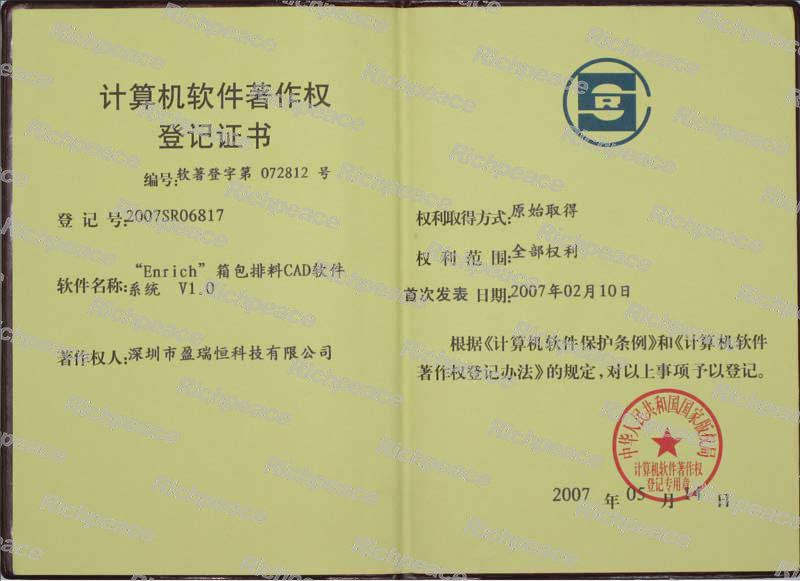 计算机软件著作权
登记证书
编号:软著登字第 072812 号
登 记 号:2007SR06817
软件名称:“Enrich”箱包排料CAD软件
系统 V1.0
著作权人:深圳市盈瑞恒科技有限公司
权利取得方式:原始取得
权 利 范 围:全部权利
首次发表 日期:2007年02月10日
根据《计算机软件保护条例》和《计算机软件
著作权登记办法》的规定,对以上事项予以登记。
中华人民共和国国家版权局
计算机软件著作权
登记专用章
2007 年 05 月 14 日
Richpeace